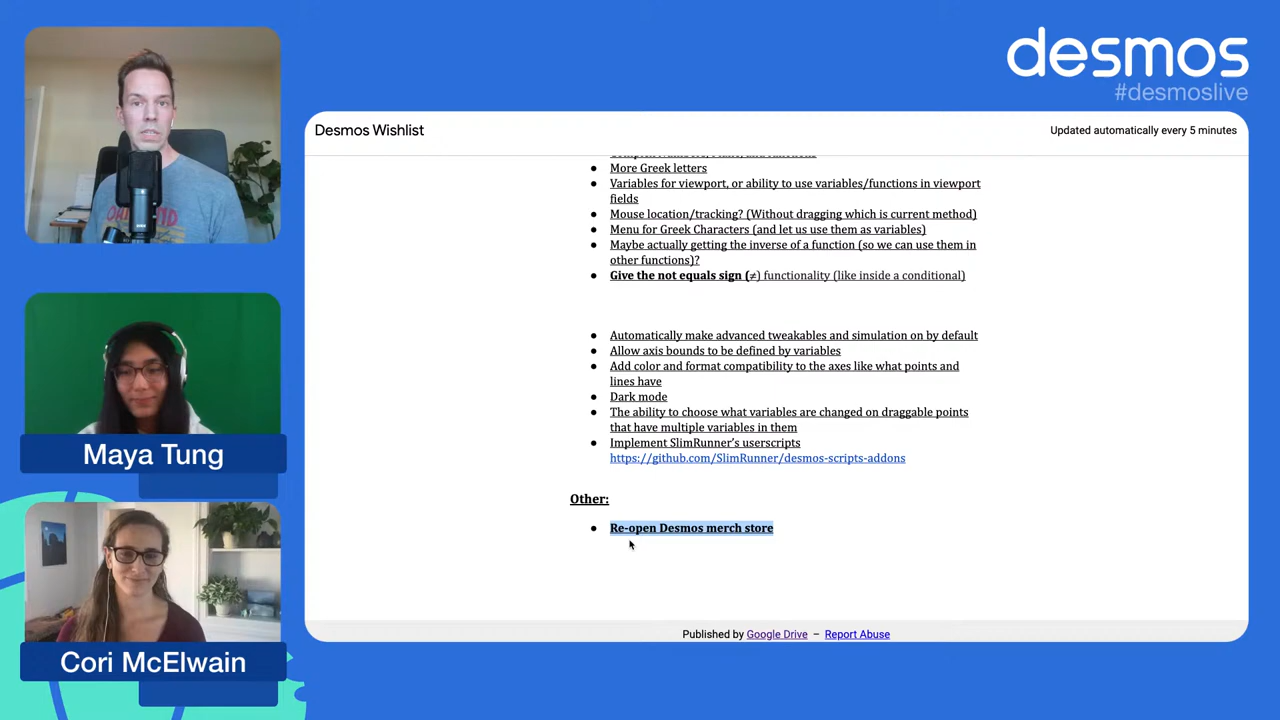 desmos
#desmoslive
Desmos Wishlist
Updated automatically every 5 minutes
More Greek letters
Variables for viewport, or ability to use variables/functions in viewport
fields
Mouse location/tracking? (Without dragging which is current method)
Menu for Greek Characters (and let us use them as variables)
Maybe actually getting the inverse of a function (so we can use them in
other functions)?
Give the not equals sign (≠) functionality (like inside a conditional)
Automatically make advanced tweakables and simulation on by default
Allow axis bounds to be defined by variables
Add color and format compatibility to the axes like what points and
lines have
Dark mode
The ability to choose what variables are changed on draggable points
that have multiple variables in them
Implement SlimRunner's userscripts
https://github.com/SlimRunner/desmos-scripts-addons
Other:
Re-open Desmos merch store
Published by Google Drive – Report Abuse
Maya Tung
Cori McElwain